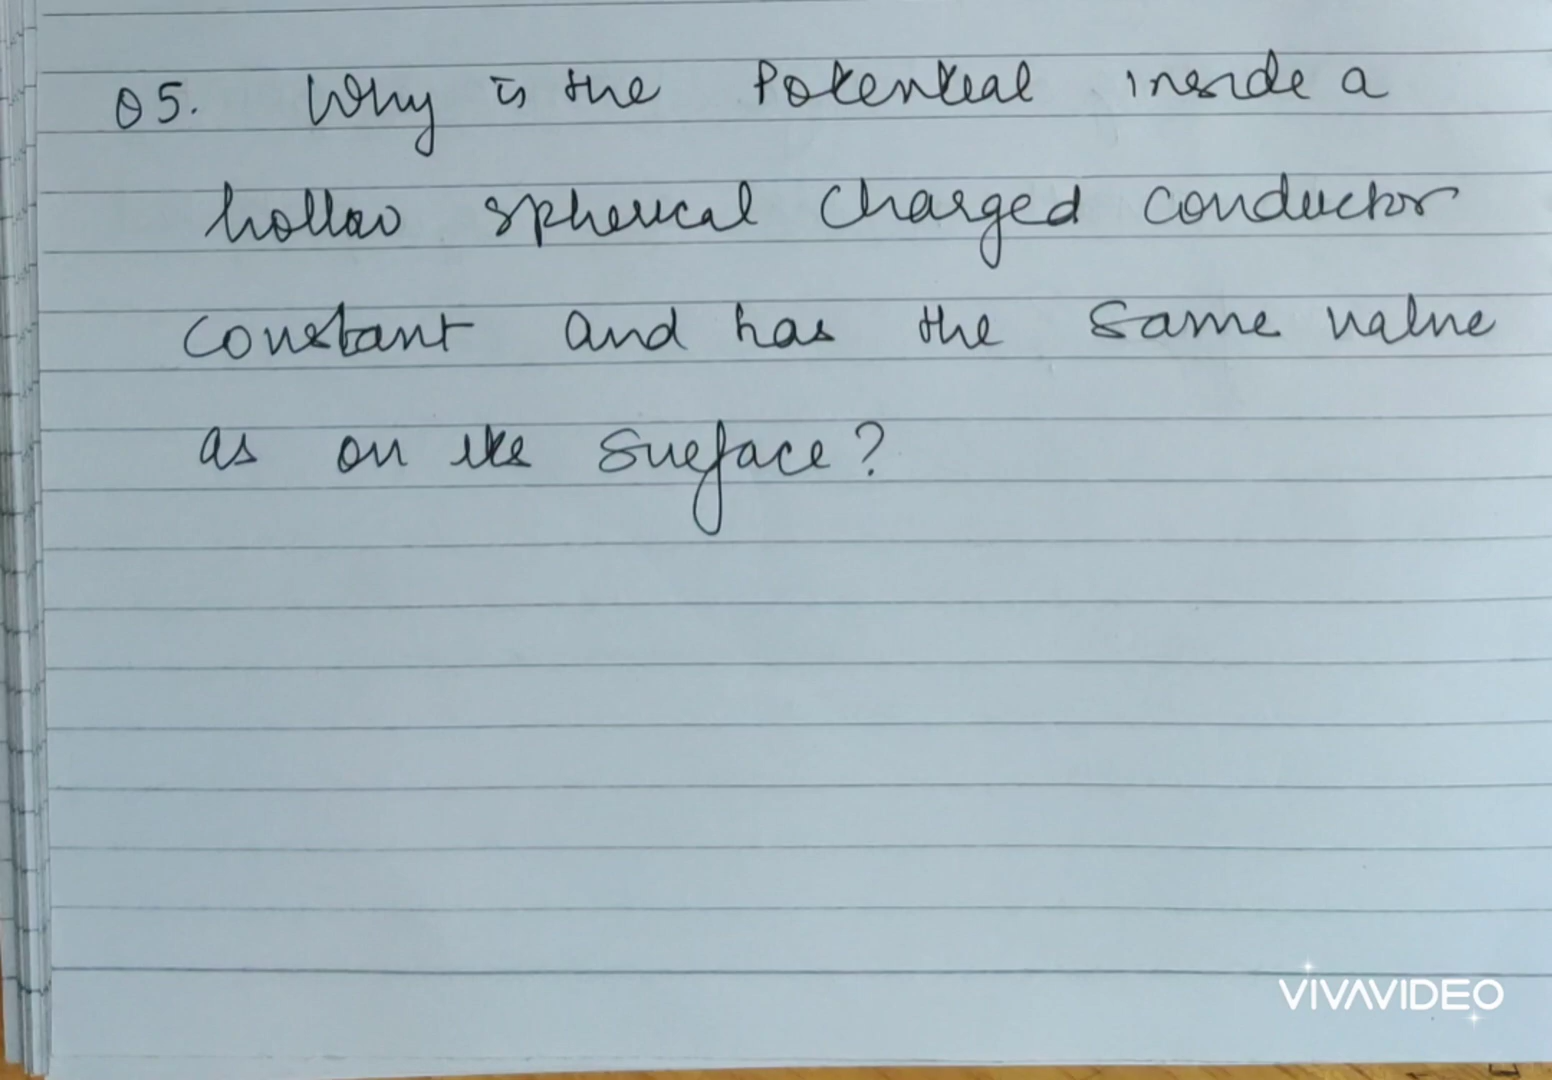 Q5. Why is the Potential inside a
hollow spherical charged conductor
constant and has the same value
as on its surface?
VIVAVIDEO